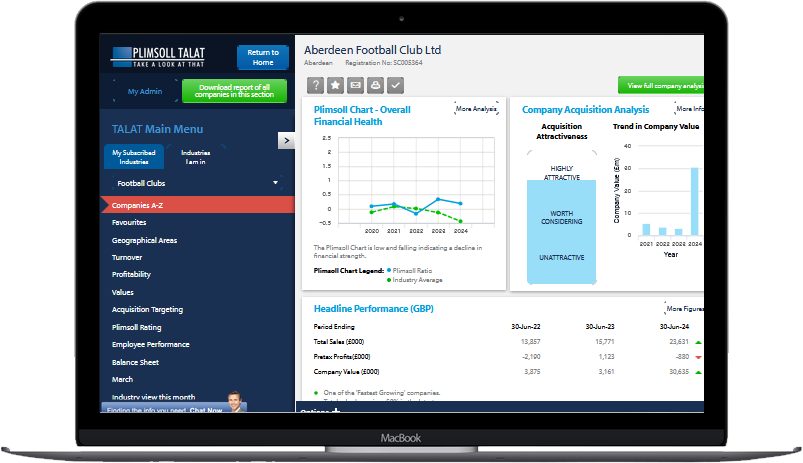 PLIMSOLL TALAT
TAKE A LOOK AT THAT
Return to
Home
My Admin
Download report of all
companies in this section
TALAT Main Menu
My Subscribed
Industries
Industries
I am in
Football Clubs
Companies A-Z
Favourites
Geographical Areas
Turnover
Profitability
Values
Acquisition Targeting
Plimsoll Rating
Employee Performance
Balance Sheet
March
Industry view this month
Finding the info you need Chat Now
Aberdeen Football Club Ltd
Aberdeen Registration No: SC005364
?
View full company analysis
Plimsoll Chart - Overall
Financial Health
More Analysis
2.5
2
1.5
1
0.5
0
-0.5
2020 2021 2022 2023 2024
The Plimsoll Chart is low and falling indicating a decline in
financial strength.
Plimsoll Chart Legend: Plimsoll Ratio
Industry Average
Company Acquisition Analysis
More Info
Acquisition
Attractiveness
HIGHLY
ATTRACTIVE
WORTH
CONSIDERING
UNATTRACTIVE
Trend in Company Value
Company Value (£m)
40
30
20
10
0
2021 2022 2023 2024
Year
Headline Performance (GBP)
More Figures
Period Ending 30-Jun-22 30-Jun-23 30-Jun-24
Total Sales (£000) 13,857 15,771 23,631
Pretax Profits(£000) -2,190 1,123 -880
Company Value (£000) 3,875 3,161 30,635
One of the 'Fastest Growing' companies.
Options
MacBook